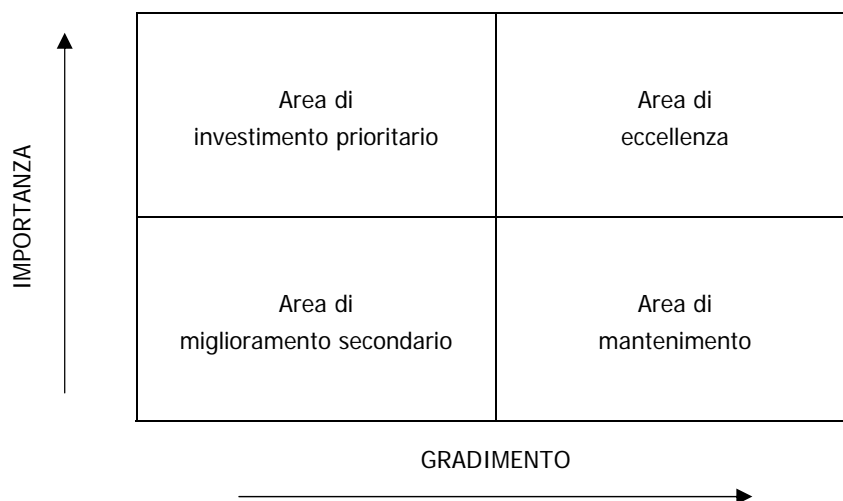 IMPORTANZA
Area di
investimento prioritario
Area di
eccellenza
Area di
miglioramento secondario
Area di
mantenimento
GRADIMENTO